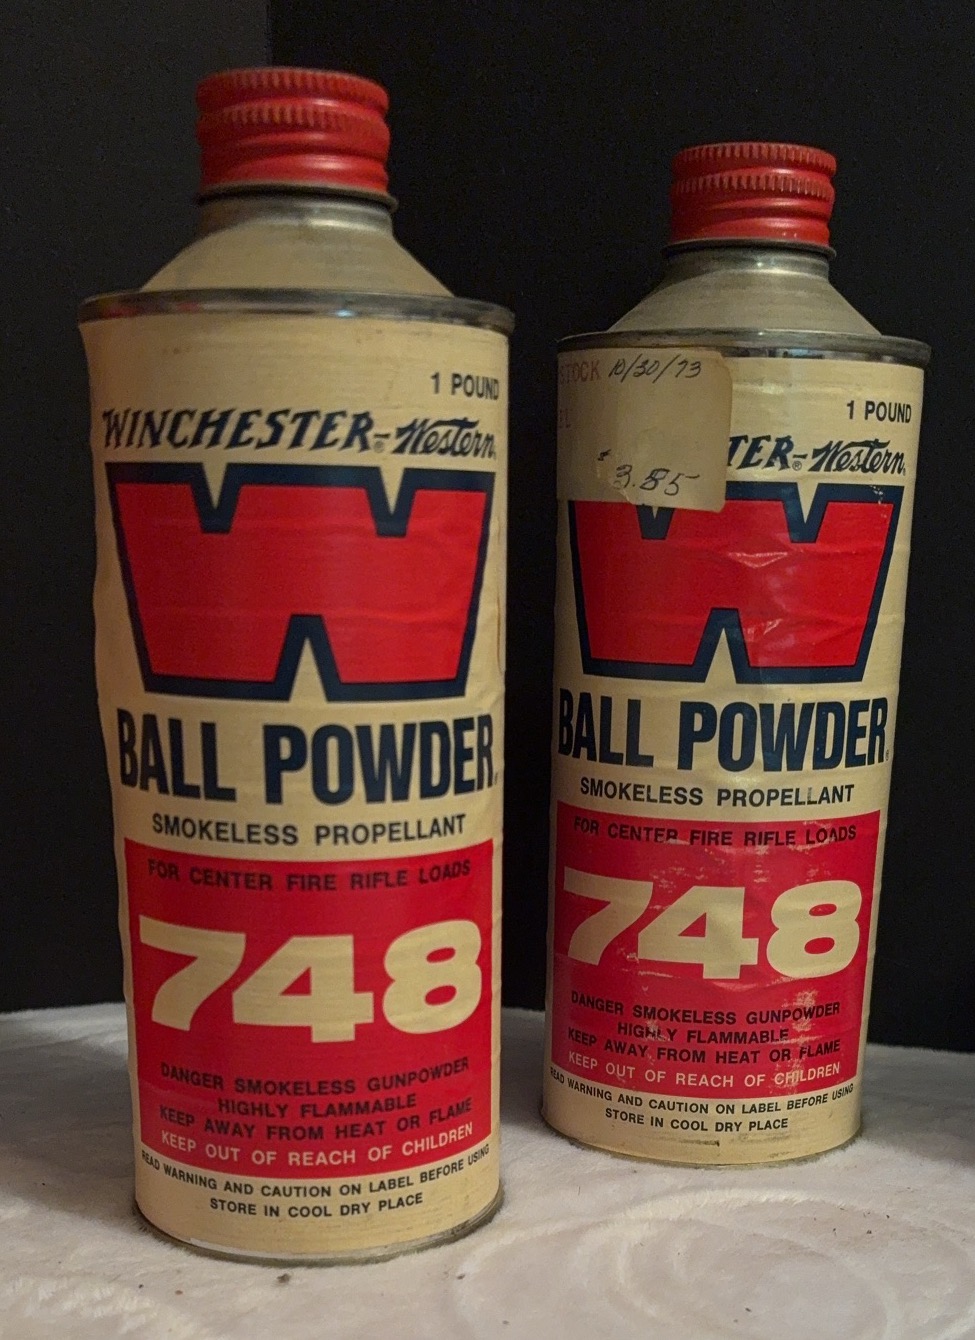 1 POUND
WINCHESTER-Western®
W
BALL POWDER®
SMOKELESS PROPELLANT
FOR CENTER FIRE RIFLE LOADS
748
DANGER SMOKELESS GUNPOWDER
HIGHLY FLAMMABLE
KEEP AWAY FROM HEAT OR FLAME
KEEP OUT OF REACH OF CHILDREN
READ WARNING AND CAUTION ON LABEL BEFORE USING
STORE IN COOL DRY PLACE
STOCK 10/30/73
$3.85
1 POUND
TER-Western®
W
BALL POWDER®
SMOKELESS PROPELLANT
FOR CENTER FIRE RIFLE LOADS
748
DANGER SMOKELESS GUNPOWDER
HIGHLY FLAMMABLE
KEEP AWAY FROM HEAT OR FLAME
KEEP OUT OF REACH OF CHILDREN
READ WARNING AND CAUTION ON LABEL BEFORE USING
STORE IN COOL DRY PLACE